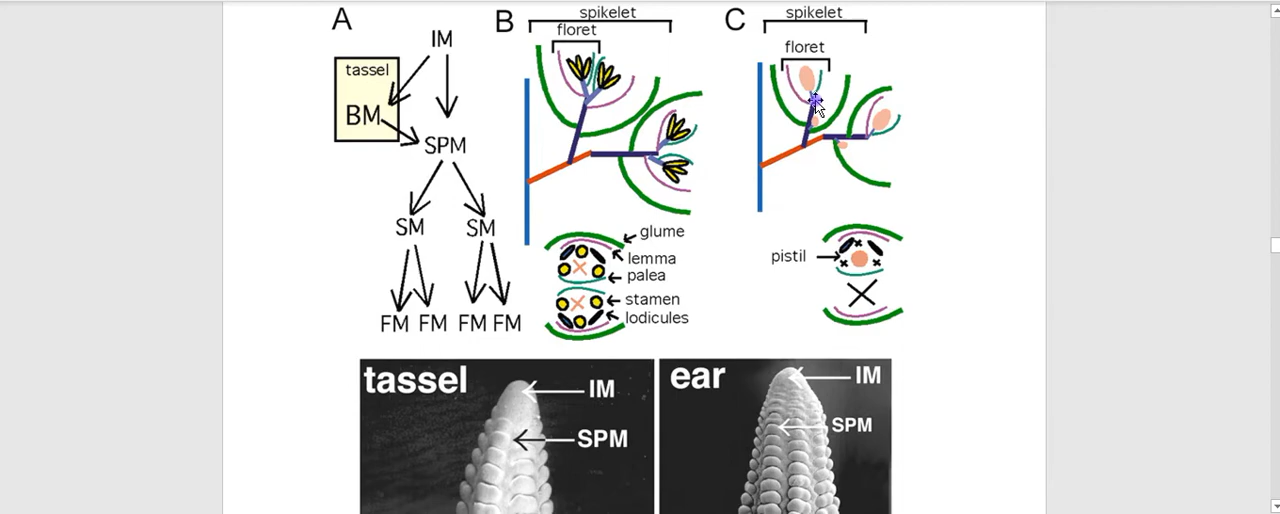 A
IM
tassel
BM
SPM
SM SM
FM FM FM FM
B
spikelet
floret
glume
lemma
palea
stamen
lodicules
C
spikelet
floret
pistil
tassel
IM
SPM
ear
IM
SPM